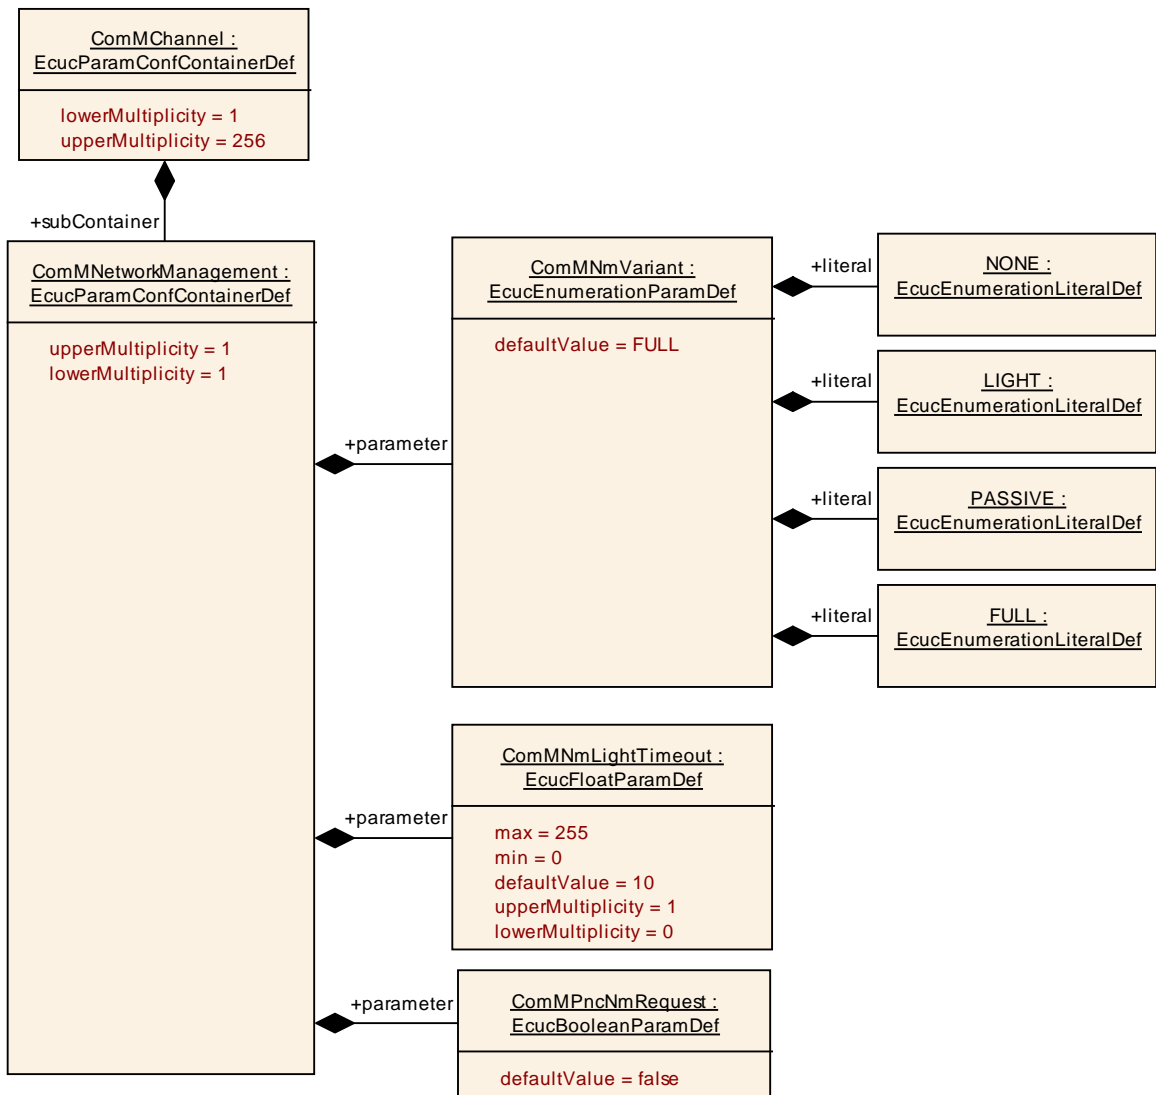 ComMChannel :
EcucParamConfContainerDef
lowerMultiplicity = 1
upperMultiplicity = 256
+subContainer
ComMNetworkManagement :
EcucParamConfContainerDef
upperMultiplicity = 1
lowerMultiplicity = 1
+parameter
ComMNmVariant :
EcucEnumerationParamDef
defaultValue = FULL
+literal
NONE :
EcucEnumerationLiteralDef
+literal
LIGHT :
EcucEnumerationLiteralDef
+literal
PASSIVE :
EcucEnumerationLiteralDef
+literal
FULL :
EcucEnumerationLiteralDef
+parameter
ComMNmLightTimeout :
EcucFloatParamDef
max = 255
min = 0
defaultValue = 10
upperMultiplicity = 1
lowerMultiplicity = 0
+parameter
ComMPncNmRequest :
EcucBooleanParamDef
defaultValue = false